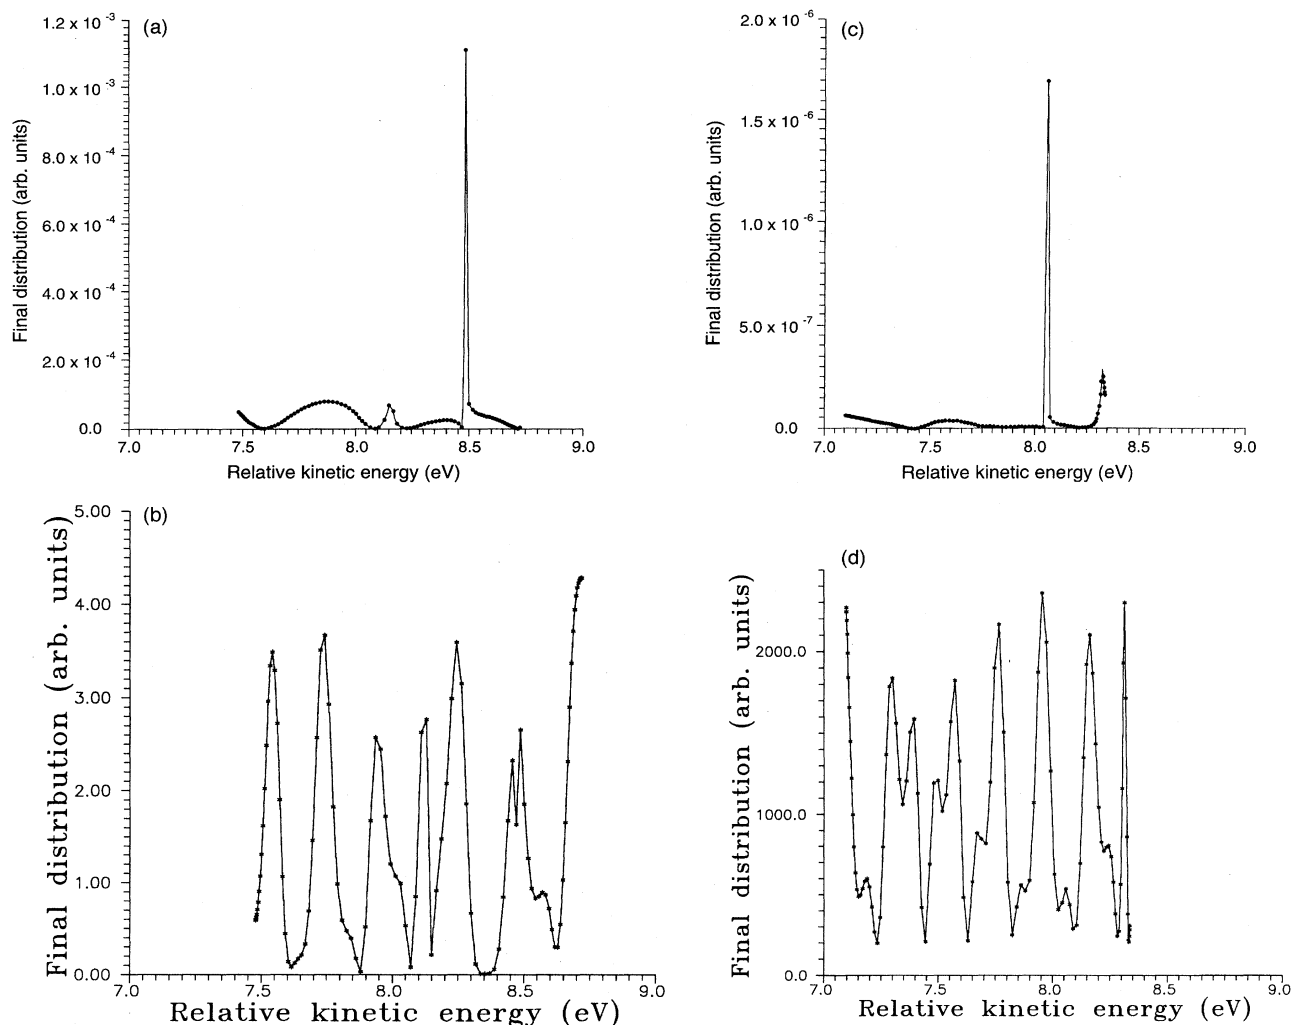 (a)
1.2 x 10 -3
1.0 x 10 -3
8.0 x 10 -4
6.0 x 10 -4
4.0 x 10 -4
2.0 x 10 -4
0.0
7.0 7.5 8.0 8.5 9.0
Relative kinetic energy (eV)
Final distribution (arb. units)
(c)
2.0 x 10 -6
1.5 x 10 -6
1.0 x 10 -6
5.0 x 10 -7
0.0
7.0 7.5 8.0 8.5 9.0
Relative kinetic energy (eV)
Final distribution (arb. units)
(b)
5.00
4.00
3.00
2.00
1.00
0.00
7.0 7.5 8.0 8.5 9.0
Relative kinetic energy (eV)
Final distribution (arb. units)
(d)
2000.0
1000.0
0.0
7.0 7.5 8.0 8.5 9.0
Relative kinetic energy (eV)
Final distribution (arb. units)